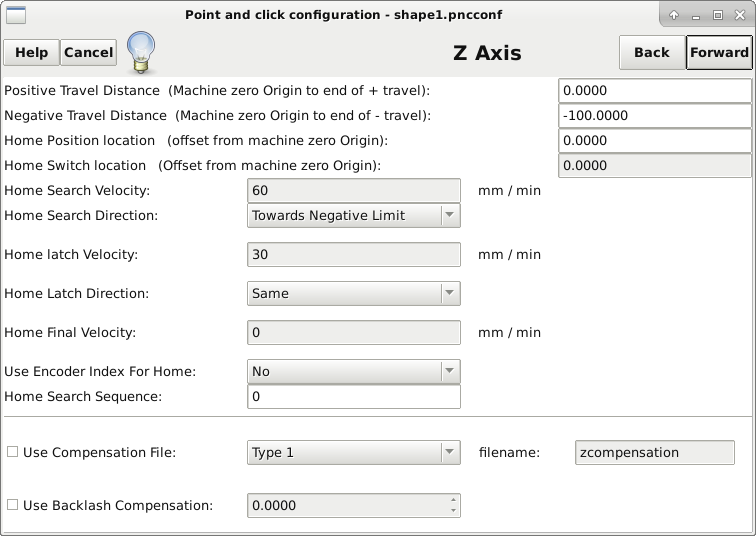 Point and click configuration - shape1.pncconf
Help Cancel Z Axis Back Forward
Positive Travel Distance (Machine zero Origin to end of + travel): 0.0000
Negative Travel Distance (Machine zero Origin to end of - travel): -100.0000
Home Position location (offset from machine zero Origin): 0.0000
Home Switch location (Offset from machine zero Origin): 0.0000
Home Search Velocity: 60 mm / min
Home Search Direction: Towards Negative Limit
Home latch Velocity: 30 mm / min
Home Latch Direction: Same
Home Final Velocity: 0 mm / min
Use Encoder Index For Home: No
Home Search Sequence: 0
Use Compensation File: Type 1 filename: zcompensation
Use Backlash Compensation: 0.0000